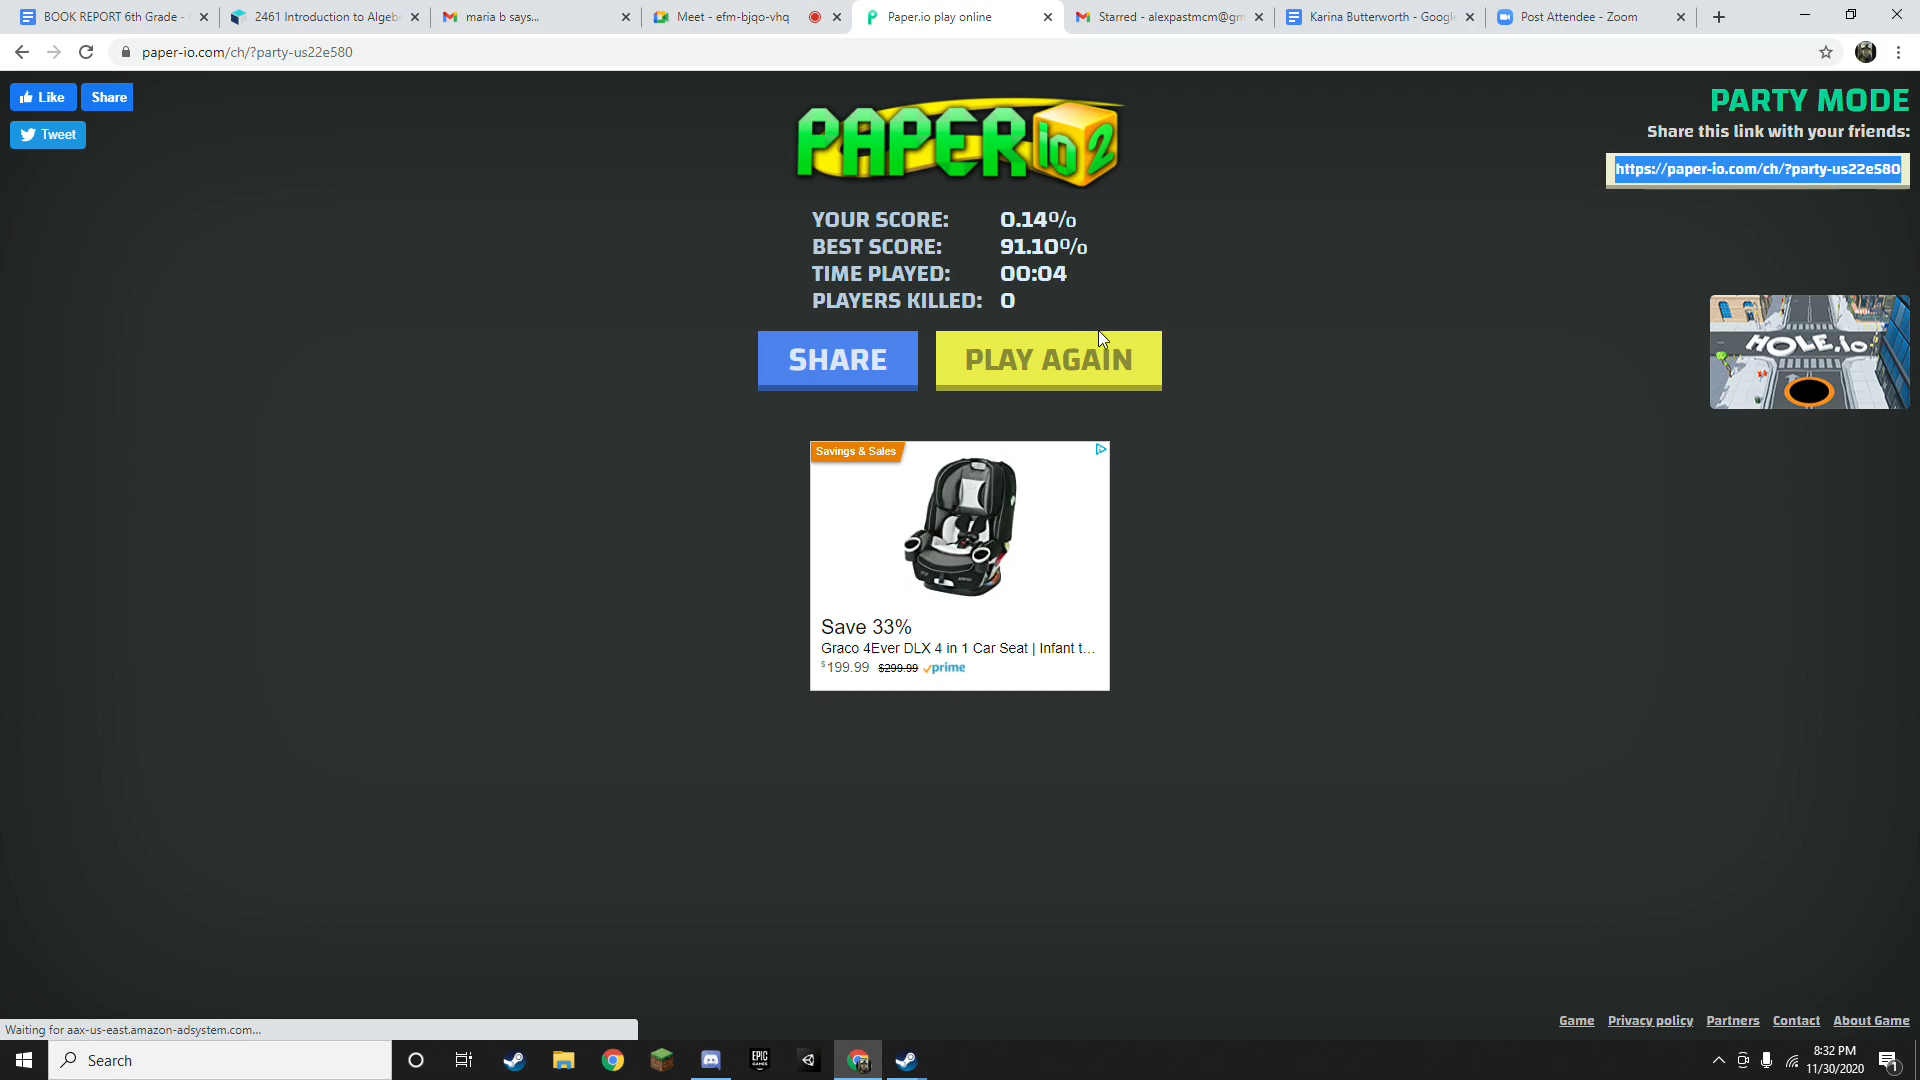 BOOK REPORT 6th Grade -
2461 Introduction to Algeb
maria b says...
Meet - efm-bjqo-vhq
Paper.io play online
Starred - alexpastmcm@gm
Karina Butterworth - Google
Post Attendee - Zoom
paper-io.com/ch/?party-us22e580
Like
Share
Tweet
PAPER io 2
PARTY MODE
Share this link with your friends:
https://paper-io.com/ch/?party-us22e580
YOUR SCORE: 0.14%
BEST SCORE: 91.10%
TIME PLAYED: 00:04
PLAYERS KILLED: 0
SHARE
PLAY AGAIN
HOLE.io
Savings & Sales
Save 33%
Graco 4Ever DLX 4 in 1 Car Seat | Infant t...
$199.99 $299.99 prime
Game Privacy policy Partners Contact About Game
Waiting for aax-us-east.amazon-adsystem.com...
Search
EPIC GAMES
8:32 PM
11/30/2020
1